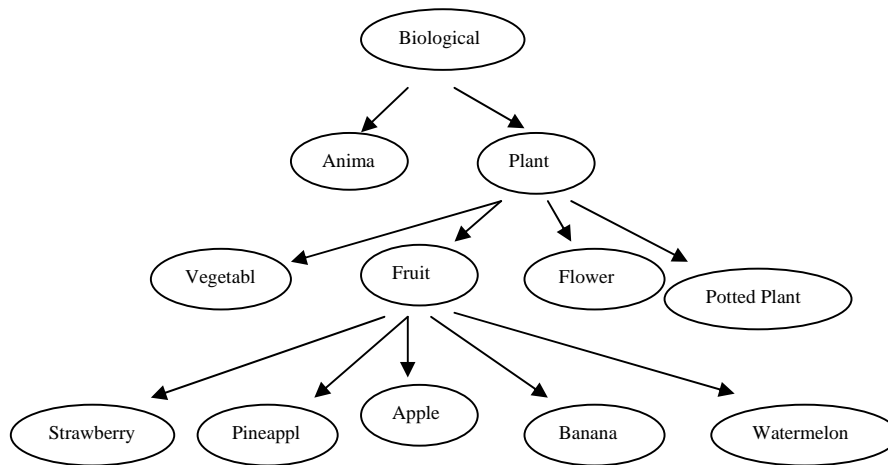 Biological
Anima
Plant
Vegetabl
Fruit
Flower
Potted Plant
Strawberry
Pineappl
Apple
Banana
Watermelon